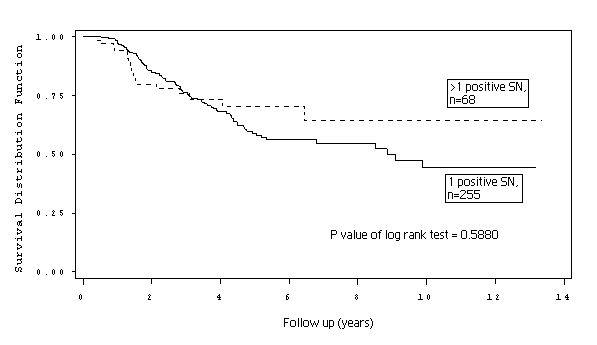 Survival Distribution Function
1.00
0.75
0.50
0.25
0.00
>1 positive SN,
n=68
1 positive SN,
n=255
P value of log rank test = 0.5880
0 2 4 6 8 10 12 14
Follow up (years)